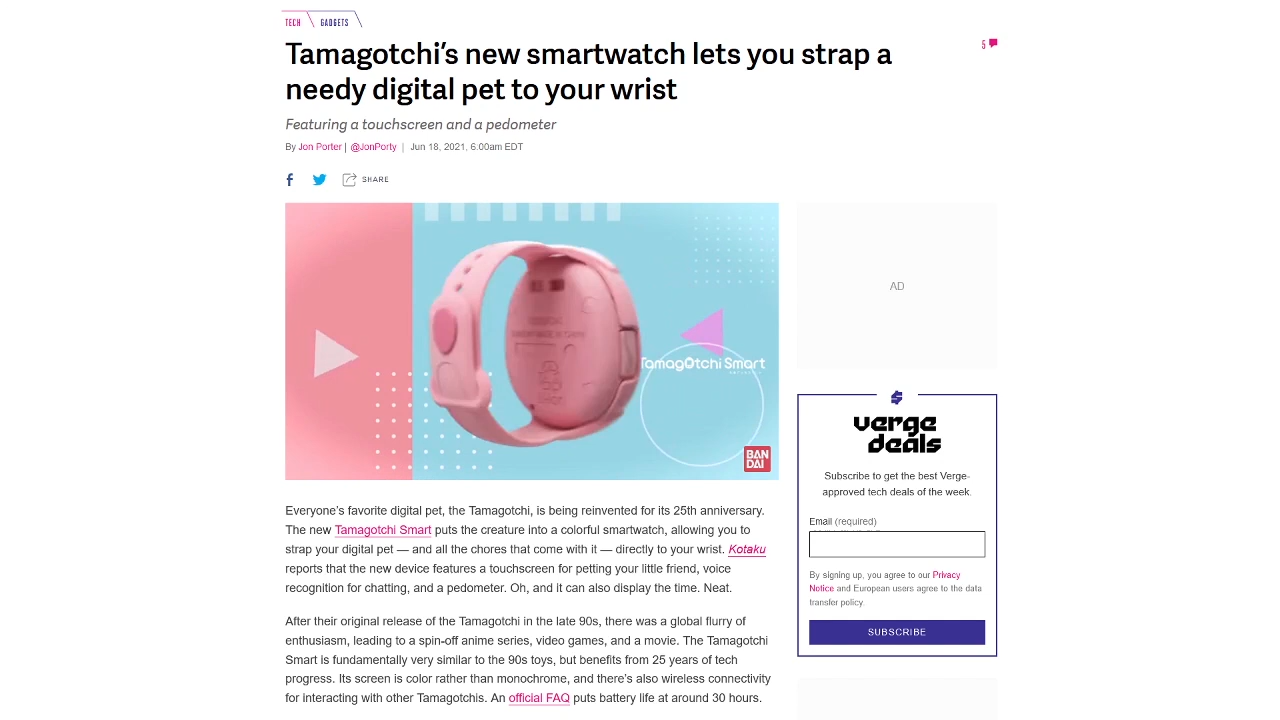 TECH
GADGETS
Tamagotchi's new smartwatch lets you strap a
needy digital pet to your wrist
5
Featuring a touchscreen and a pedometer
By Jon Porter | @JonPorty | Jun 18, 2021, 6:00am EDT
SHARE
Tamagotchi Smart
BAN
DAI
Everyone's favorite digital pet, the Tamagotchi, is being reinvented for its 25th anniversary.
The new Tamagotchi Smart puts the creature into a colorful smartwatch, allowing you to
strap your digital pet — and all the chores that come with it — directly to your wrist. Kotaku
reports that the new device features a touchscreen for petting your little friend, voice
recognition for chatting, and a pedometer. Oh, and it can also display the time. Neat.
After their original release of the Tamagotchi in the late 90s, there was a global flurry of
enthusiasm, leading to a spin-off anime series, video games, and a movie. The Tamagotchi
Smart is fundamentally very similar to the 90s toys, but benefits from 25 years of tech
progress. Its screen is color rather than monochrome, and there's also wireless connectivity
for interacting with other Tamagotchis. An official FAQ puts battery life at around 30 hours.
AD
verge
deals
Subscribe to get the best Verge-
approved tech deals of the week.
Email (required)
By signing up, you agree to our Privacy
Notice and European users agree to the data
transfer policy.
SUBSCRIBE